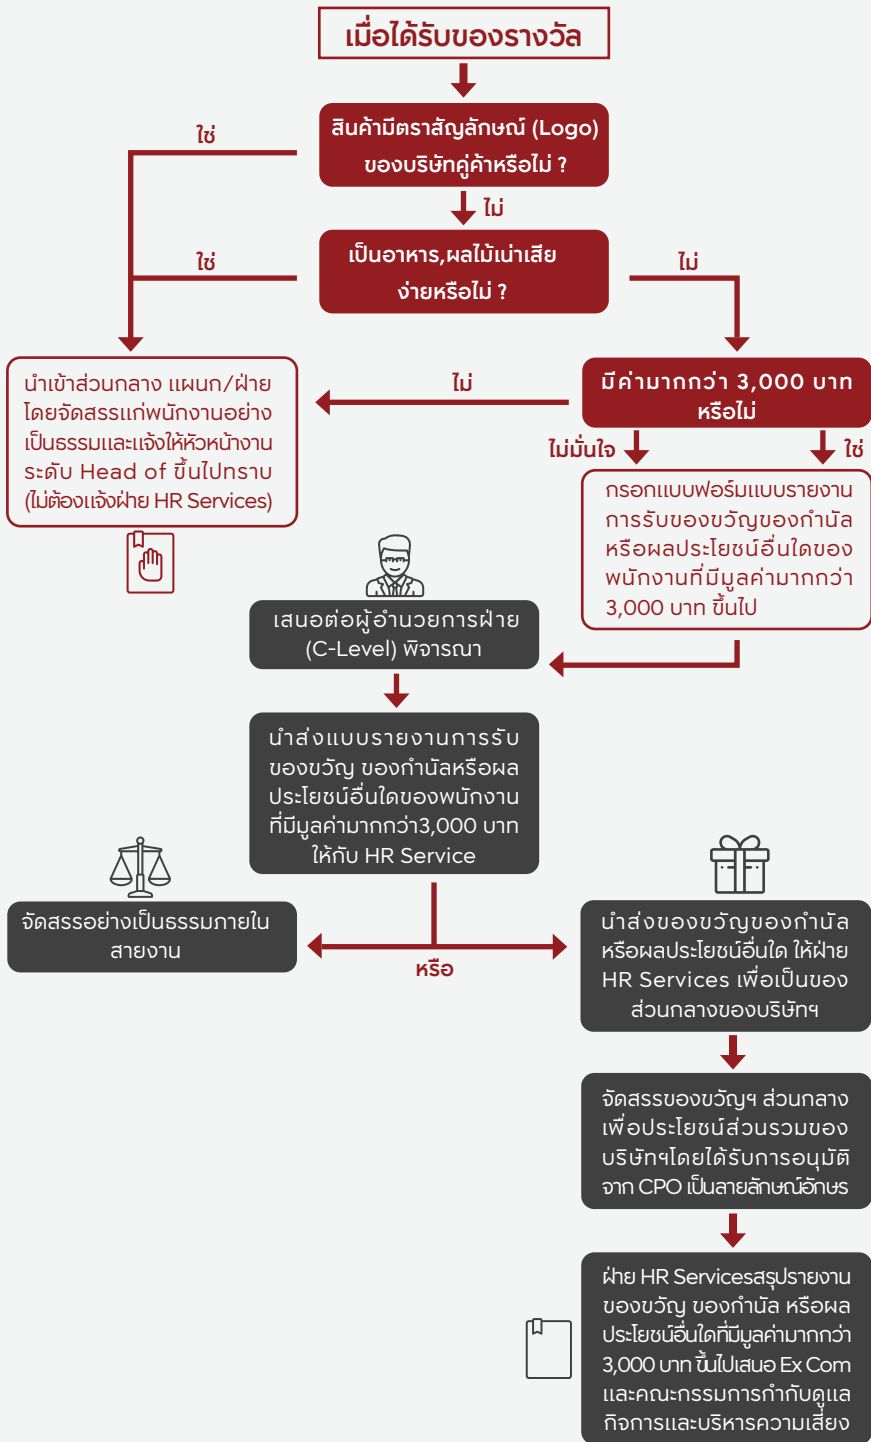 เมื่อได้รับของรางวัล
ใช่
สินค้ามีตราสัญลักษณ์ (Logo)
ของบริษัทคู่ค้าหรือไม่ ?
ไม่
ใช่
เป็นอาหาร,ผลไม้เน่าเสีย
ง่ายหรือไม่ ?
ไม่
นำเข้าส่วนกลาง แผนก/ฝ่าย
โดยจัดสรรแก่พนักงานอย่าง
เป็นธรรมและแจ้งให้หัวหน้างาน
ระดับ Head of ขึ้นไปทราบ
(ไม่ต้องแจ้งฝ่าย HR Services)
ไม่
มีค่ามากกว่า 3,000 บาท
หรือไม่
ไม่มั่นใจ
ใช่
กรอกแบบฟอร์มแบบรายงาน
การรับของขวัญของกำนัล
หรือผลประโยชน์อื่นใดของ
พนักงานที่มีมูลค่ามากกว่า
3,000 บาท ขึ้นไป
เสนอต่อผู้อำนวยการฝ่าย
(C-Level) พิจารณา
นำส่งแบบรายงานการรับ
ของขวัญ ของกำนัลหรือผล
ประโยชน์อื่นใดของพนักงาน
ที่มีมูลค่ามากกว่า3,000 บาท
ให้กับ HR Service
จัดสรรอย่างเป็นธรรมภายใน
สายงาน
หรือ
นำส่งของขวัญของกำนัล
หรือผลประโยชน์อื่นใด ให้ฝ่าย
HR Services เพื่อเป็นของ
ส่วนกลางของบริษัทฯ
จัดสรรของขวัญฯ ส่วนกลาง
เพื่อประโยชน์ส่วนรวมของ
บริษัทฯโดยได้รับการอนุมัติ
จาก CPO เป็นลายลักษณ์อักษร
ฝ่าย HR Servicesสรุปรายงาน
ของขวัญ ของกำนัล หรือผล
ประโยชน์อื่นใดที่มีมูลค่ามากกว่า
3,000 บาท ขึ้นไปเสนอ Ex Com
และคณะกรรมการกำกับดูแล
กิจการและบริหารความเสี่ยง